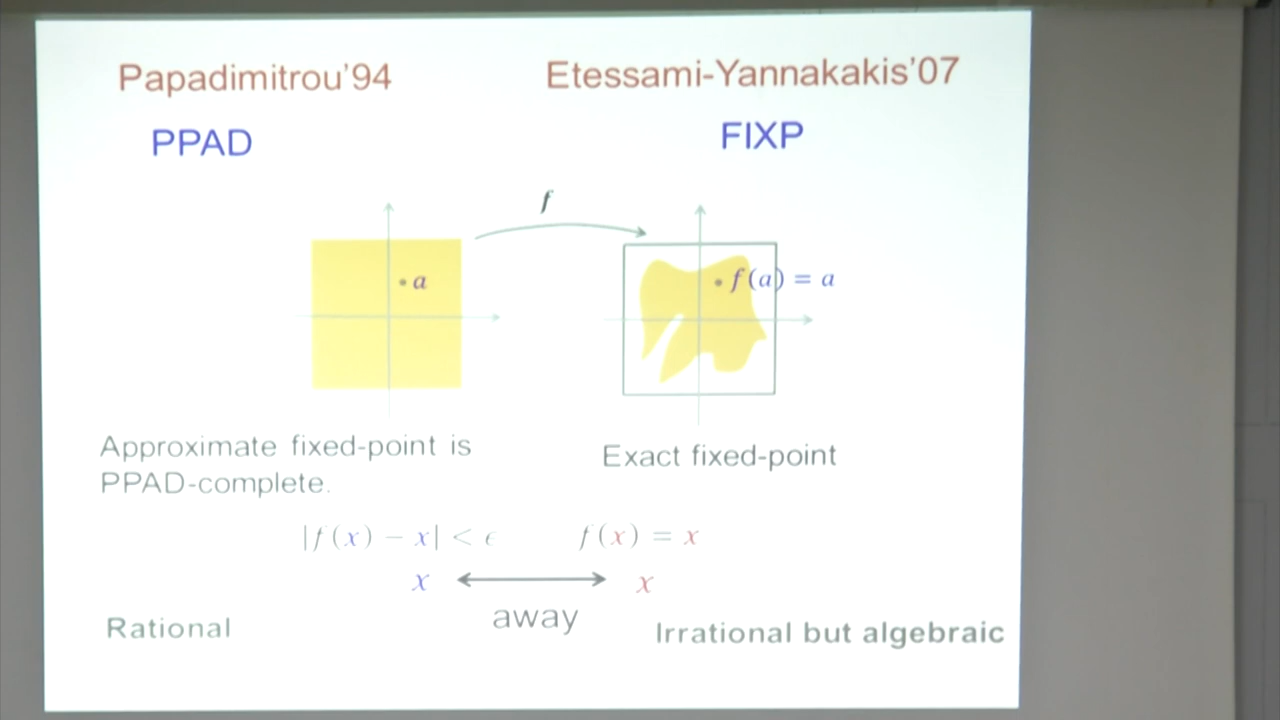 Papadimitrou'94
Etessami-Yannakakis'07
PPAD
FIXP
f
a
f(a) = a
Approximate fixed-point is
PPAD-complete.
Exact fixed-point
|f(x) − x| < ϵ
f(x) = x
x
x
away
Rational
Irrational but algebraic